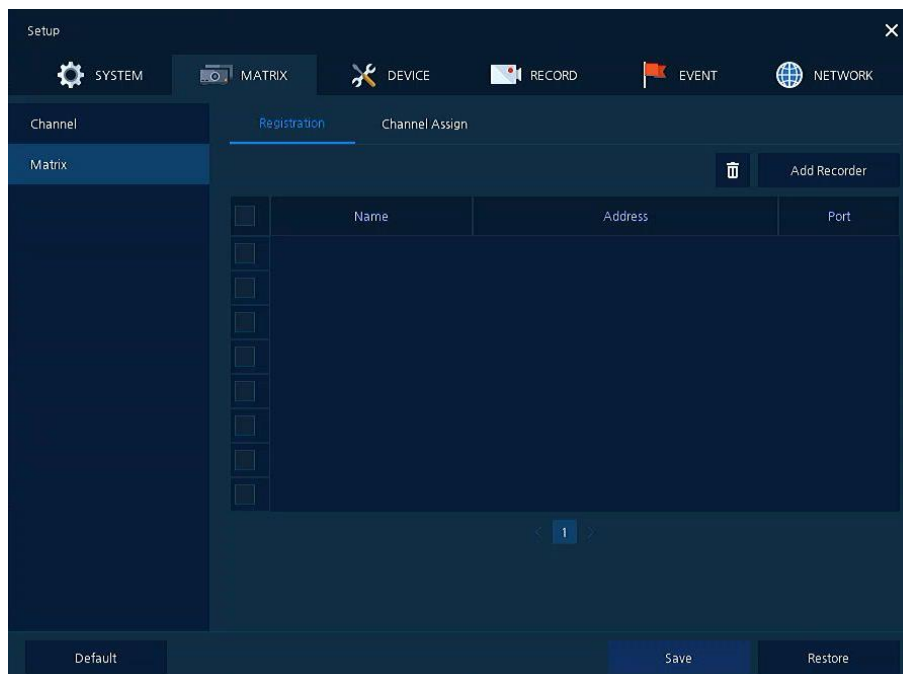 Setup
SYSTEM MATRIX DEVICE RECORD EVENT NETWORK
Channel
Registration Channel Assign
Matrix
Add Recorder
Name Address Port
1
Default Save Restore